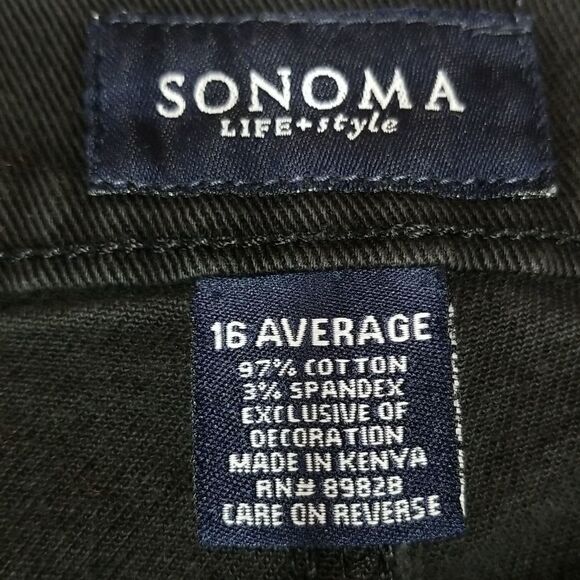 SONOMA
LIFE+style
16 AVERAGE
97% COTTON
3% SPANDEX
EXCLUSIVE OF
DECORATION
MADE IN KENYA
RN# 89828
CARE ON REVERSE